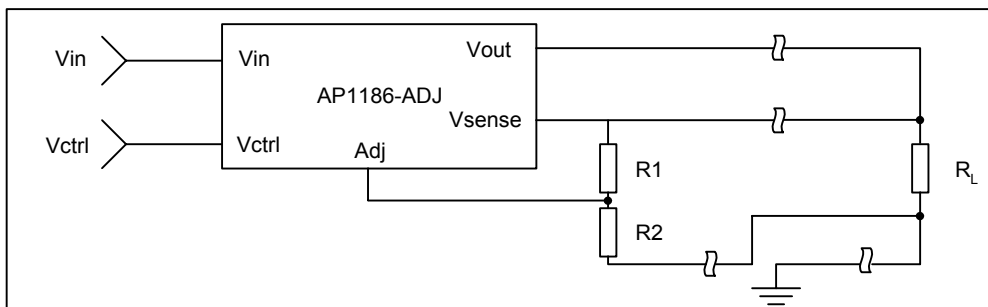 Vin
Vin
Vout
AP1186-ADJ
Vsense
Vctrl
Vctrl
Adj
R1
RL
R2